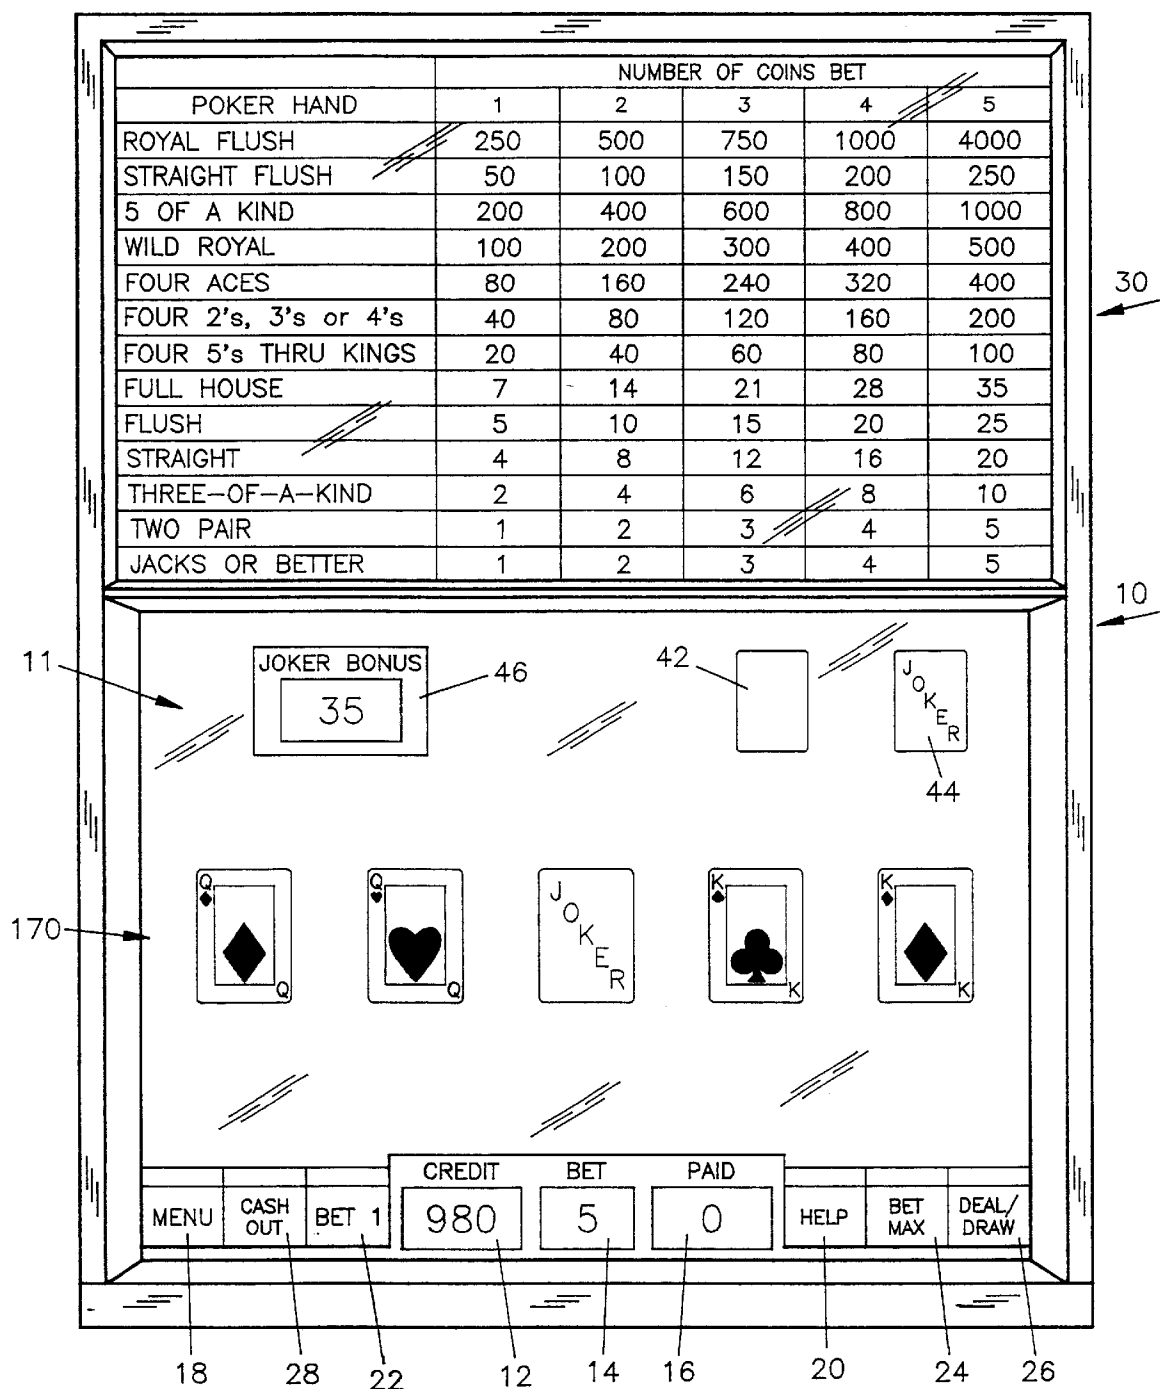 NUMBER OF COINS BET
POKER HAND 1 2 3 4 5
ROYAL FLUSH 250 500 750 1000 4000
STRAIGHT FLUSH 50 100 150 200 250
5 OF A KIND 200 400 600 800 1000
WILD ROYAL 100 200 300 400 500
FOUR ACES 80 160 240 320 400
FOUR 2's, 3's or 4's 40 80 120 160 200
FOUR 5's THRU KINGS 20 40 60 80 100
FULL HOUSE 7 14 21 28 35
FLUSH 5 10 15 20 25
STRAIGHT 4 8 12 16 20
THREE-OF-A-KIND 2 4 6 8 10
TWO PAIR 1 2 3 4 5
JACKS OR BETTER 1 2 3 4 5
30
10
11
JOKER BONUS
35
46
42
JOKER
44
170
Q Q JOKER K K
Q Q K K
CREDIT BET PAID
MENU CASH OUT BET 1 980 5 0 HELP BET MAX DEAL/DRAW
18 28 22 12 14 16 20 24 26